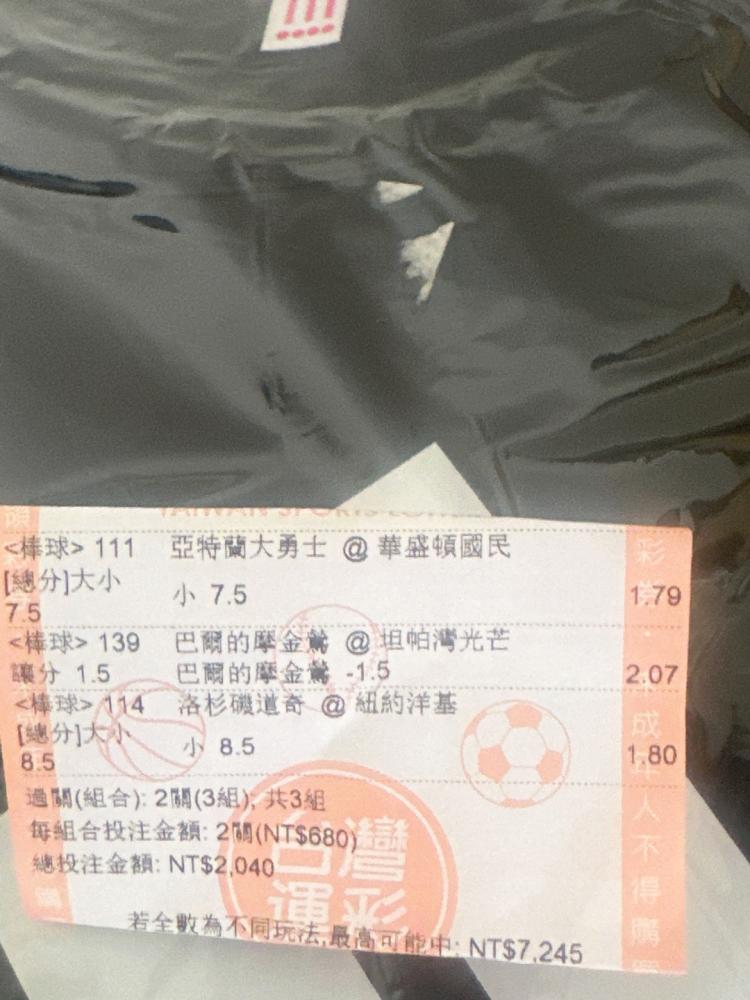 TAIWAN SPORTS
<棒球> 111 亞特蘭大勇士 @ 華盛頓國民
[總分]大小
小 7.5 1.79
7.5
<棒球> 139 巴爾的摩金鶯 @ 坦帕灣光芒
讓分 1.5 巴爾的摩金鶯 -1.5 2.07
<棒球> 114 洛杉磯道奇 @ 紐約洋基
[總分]大小
小 8.5 1.80
8.5
過關(組合): 2關(3組), 共3組
每組合投注金額: 2關(NT$680)
總投注金額: NT$2,040
台灣
運彩
若全數為不同玩法,最高可能中: NT$7,245
成年人不得購買